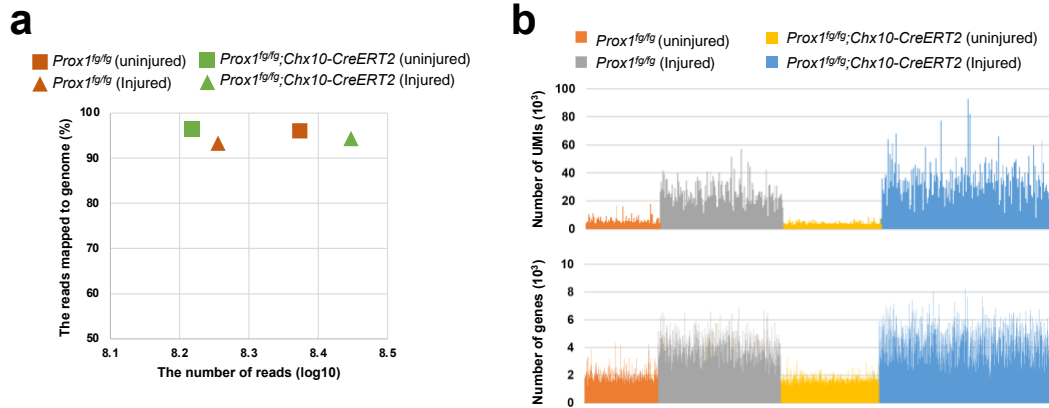 a
Prox1fg/fg (uninjured) Prox1fg/fg;Chx10-CreERT2 (uninjured)
Prox1fg/fg (Injured) Prox1fg/fg;Chx10-CreERT2 (Injured)
The reads mapped to genome (%)
100
90
80
70
60
50
8.1 8.2 8.3 8.4 8.5
The number of reads (log10)
b
Prox1fg/fg (uninjured) Prox1fg/fg;Chx10-CreERT2 (uninjured)
Prox1fg/fg (Injured) Prox1fg/fg;Chx10-CreERT2 (Injured)
Number of UMIs (10³)
100
80
60
40
20
0
Number of genes (10³)
10
8
6
4
2
0